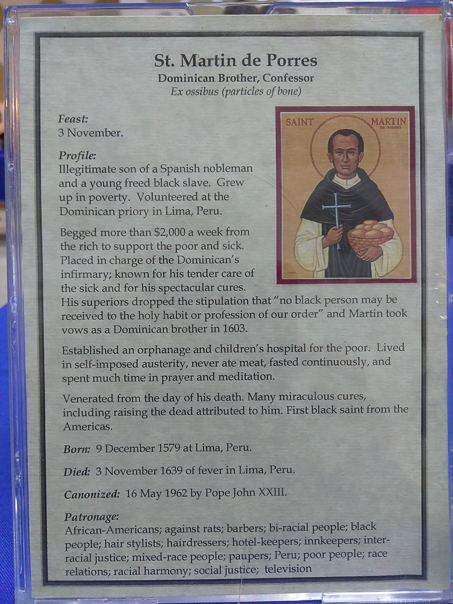 St. Martin de Porres
Dominican Brother, Confessor
Ex ossibus (particles of bone)
Feast:
3 November.
Profile:
Illegitimate son of a Spanish nobleman
and a young freed black slave. Grew
up in poverty. Volunteered at the
Dominican priory in Lima, Peru.
SAINT MARTIN
Begged more than $2,000 a week from
the rich to support the poor and sick.
Placed in charge of the Dominican's
infirmary; known for his tender care of
the sick and for his spectacular cures.
His superiors dropped the stipulation that "no black person may be
received to the holy habit or profession of our order" and Martin took
vows as a Dominican brother in 1603.
Established an orphanage and children's hospital for the poor. Lived
in self-imposed austerity, never ate meat, fasted continuously, and
spent much time in prayer and meditation.
Venerated from the day of his death. Many miraculous cures,
including raising the dead attributed to him. First black saint from the
Americas.
Born: 9 December 1579 at Lima, Peru.
Died: 3 November 1639 of fever in Lima, Peru.
Canonized: 16 May 1962 by Pope John XXIII.
Patronage:
African-Americans; against rats; barbers; bi-racial people; black
people; hair stylists; hairdressers; hotel-keepers; innkeepers; inter-
racial justice; mixed-race people; paupers; Peru; poor people; race
relations; racial harmony; social justice; television